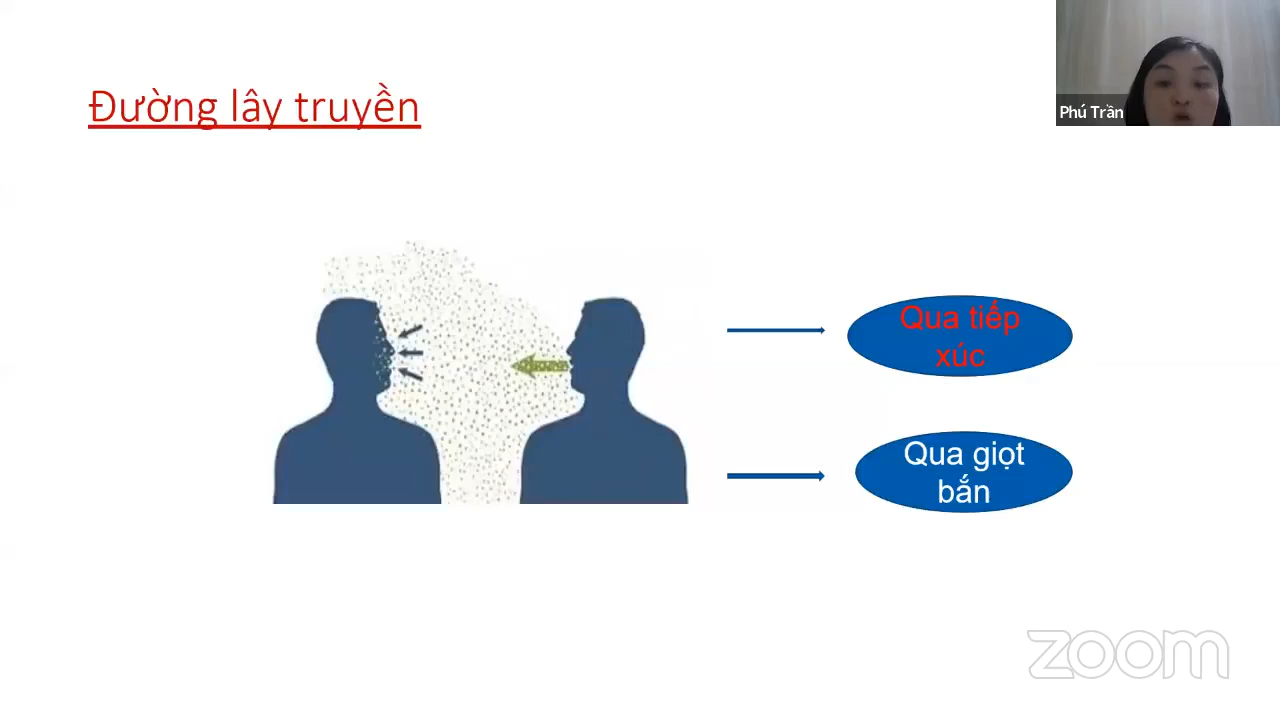 Đường lây truyền
Phú Trần
Qua tiếp
xúc
Qua giọt
bắn
zoom